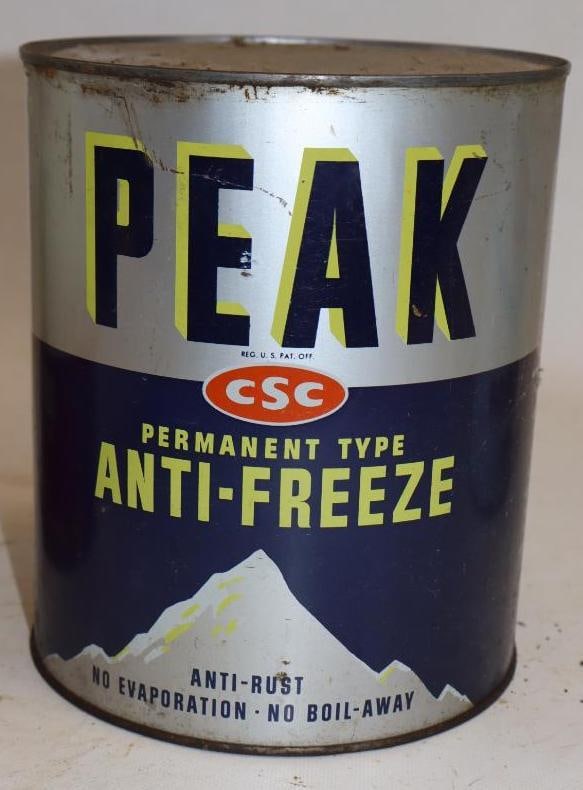 PEAK
REG. U. S. PAT. OFF.
CSC
PERMANENT TYPE
ANTI-FREEZE
ANTI-RUST
NO EVAPORATION · NO BOIL-AWAY